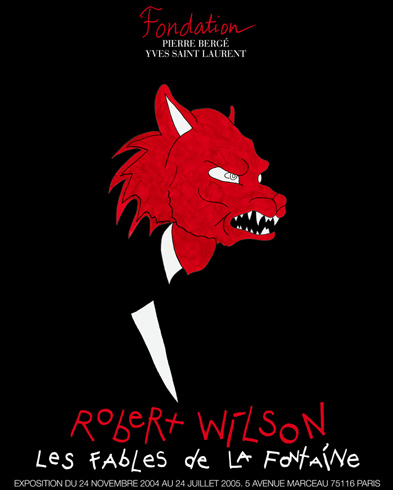 Fondation
PIERRE BERGÉ
YVES SAINT LAURENT
RObERt WILSON
LES FAbLES de LA FONtAINE
EXPOSITION DU 24 NOVEMBRE 2004 AU 24 JUILLET 2005. 5 AVENUE MARCEAU 75116 PARIS